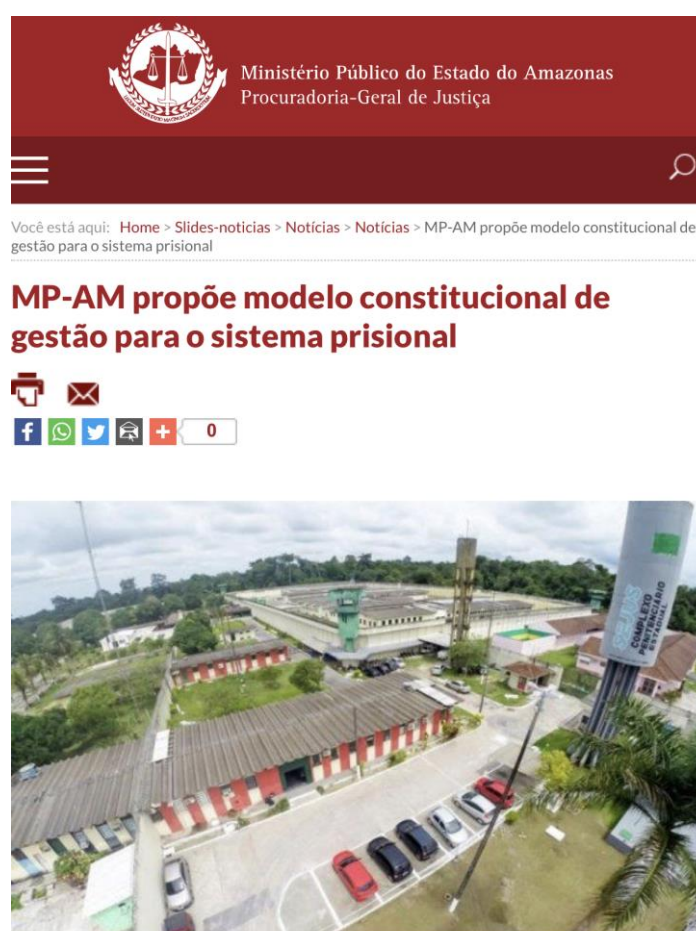 Ministério Público do Estado do Amazonas
Procuradoria-Geral de Justiça
Você está aqui: Home > Slides-noticias > Notícias > Notícias > MP-AM propõe modelo constitucional de
gestão para o sistema prisional
MP-AM propõe modelo constitucional de
gestão para o sistema prisional
0
COMPLEXO
PENITENCIÁRIO
ESTADUAL